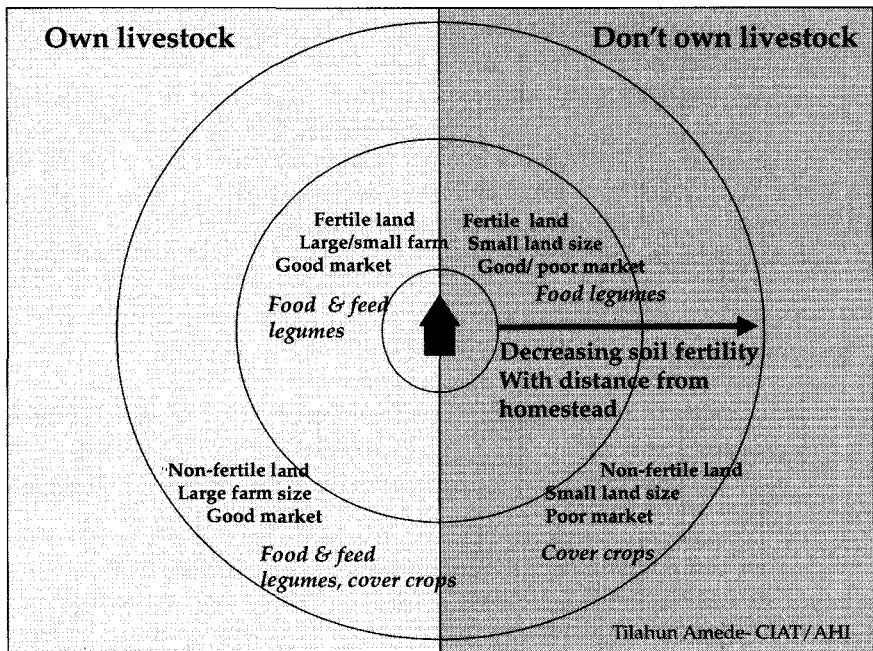 Own livestock
Don't own livestock
Fertile land
Large/small farm
Good market
Food & feed
legumes
Fertile land
Small land size
Good/ poor market
Food legumes
Decreasing soil fertility
With distance from
homestead
Non-fertile land
Large farm size
Good market
Food & feed
legumes, cover crops
Non-fertile land
Small land size
Poor market
Cover crops
Tilahun Amede- CIAT/AHI